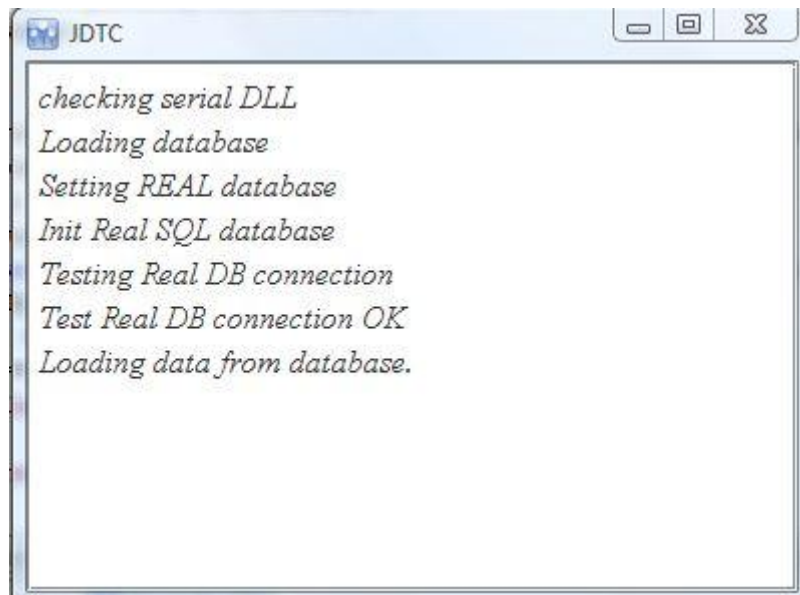 JDTC
checking serial DLL
Loading database
Setting REAL database
Init Real SQL database
Testing Real DB connection
Test Real DB connection OK
Loading data from database.